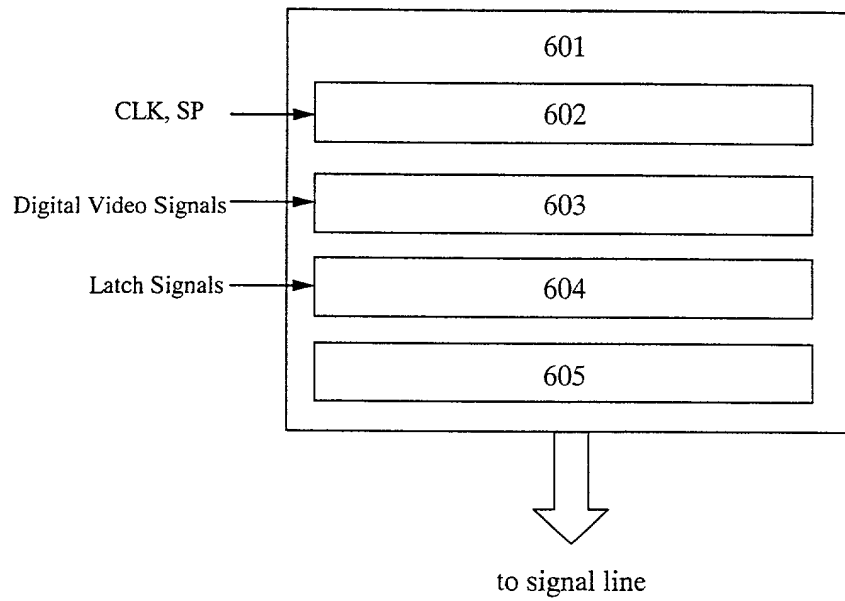 601
CLK, SP
602
Digital Video Signals
603
Latch Signals
604
605
to signal line